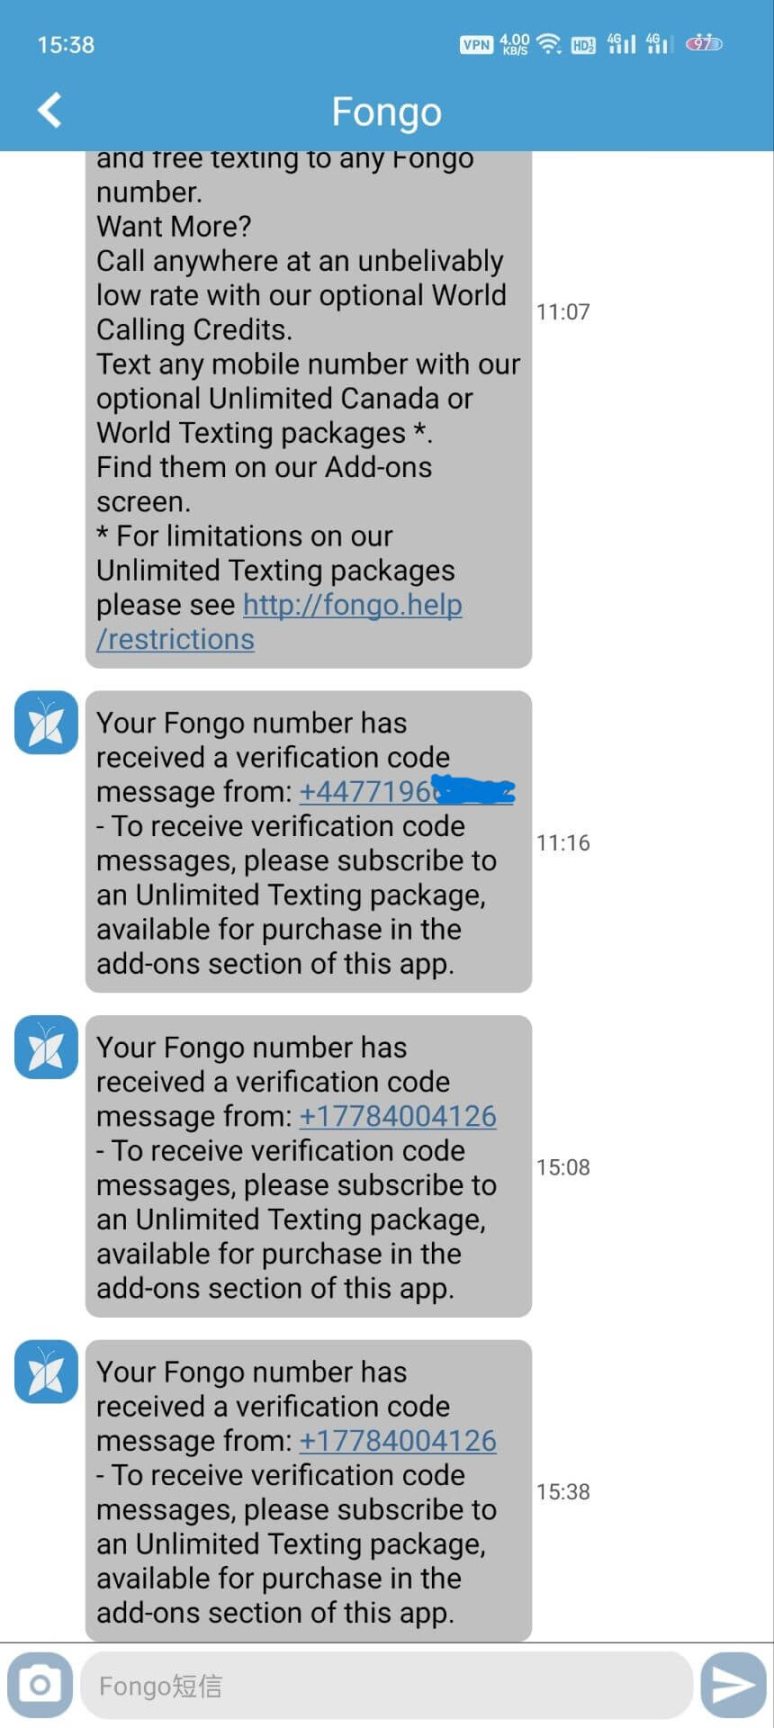 15:38
VPN 4.00 KB/S HD 4G 4G 97
Fongo
and free texting to any Fongo
number.
Want More?
Call anywhere at an unbelivably
low rate with our optional World
Calling Credits.
Text any mobile number with our
optional Unlimited Canada or
World Texting packages *.
Find them on our Add-ons
screen.
* For limitations on our
Unlimited Texting packages
please see http://fongo.help
/restrictions
11:07
Your Fongo number has
received a verification code
message from: +4477196
- To receive verification code
messages, please subscribe to
an Unlimited Texting package,
available for purchase in the
add-ons section of this app.
11:16
Your Fongo number has
received a verification code
message from: +17784004126
- To receive verification code
messages, please subscribe to
an Unlimited Texting package,
available for purchase in the
add-ons section of this app.
15:08
Your Fongo number has
received a verification code
message from: +17784004126
- To receive verification code
messages, please subscribe to
an Unlimited Texting package,
available for purchase in the
add-ons section of this app.
15:38
Fongo短信